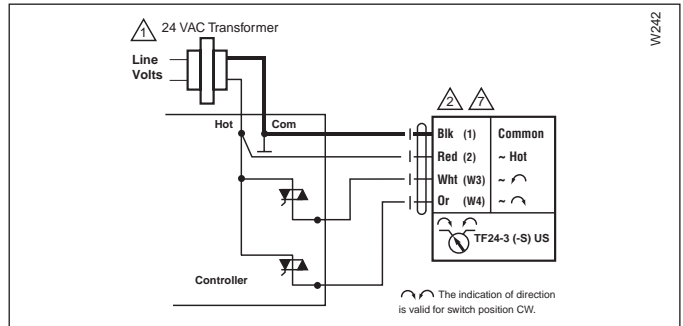 W242
1
24 VAC Transformer
Line
Volts
Hot
Com
2
7
Blk (1) Common
Red (2) ~ Hot
Wht (W3) ~
Or (W4) ~
TF24-3 (-S) US
Controller
The indication of direction
is valid for switch position CW.